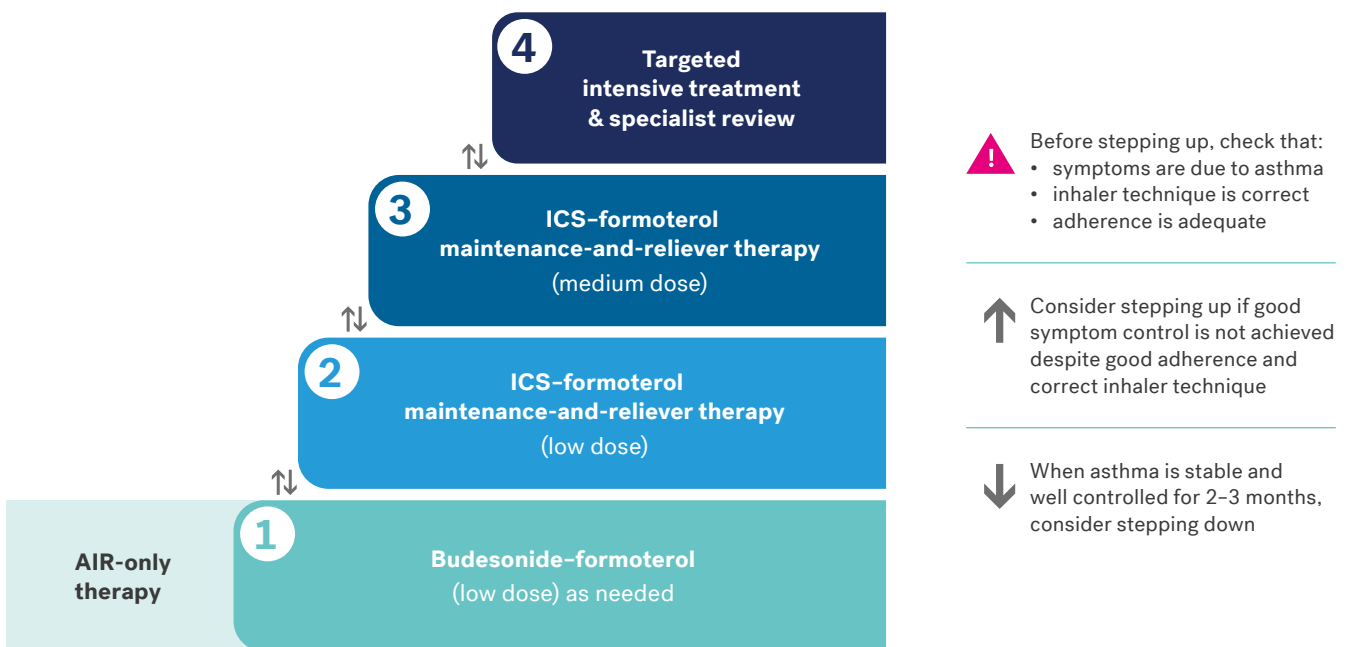 4
Targeted
intensive treatment
& specialist review
3
ICS–formoterol
maintenance-and-reliever therapy
(medium dose)
2
ICS–formoterol
maintenance-and-reliever therapy
(low dose)
AIR-only
therapy
1
Budesonide–formoterol
(low dose) as needed
!
Before stepping up, check that:
• symptoms are due to asthma
• inhaler technique is correct
• adherence is adequate
Consider stepping up if good
symptom control is not achieved
despite good adherence and
correct inhaler technique
When asthma is stable and
well controlled for 2–3 months,
consider stepping down